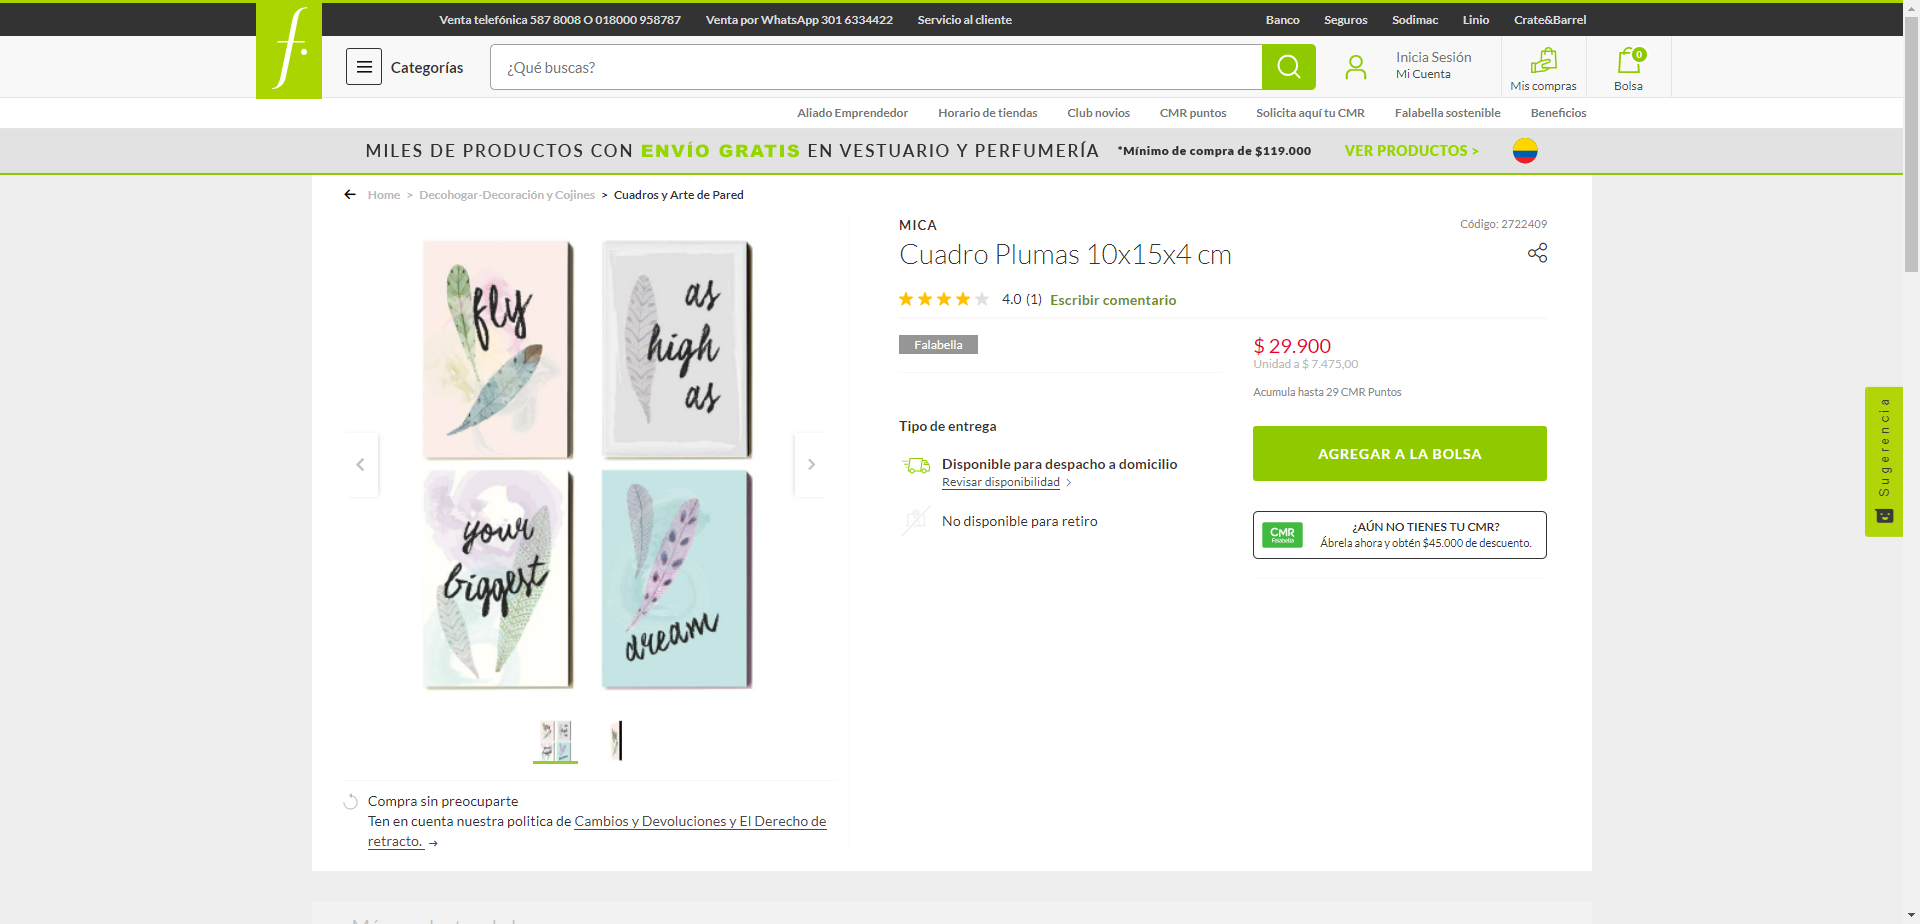 Venta telefónica 587 8008 O 018000 958787 Venta por WhatsApp 301 6334422 Servicio al cliente Banco Seguros Sodimac Linio Crate&Barrel
f.
Categorías
¿Qué buscas?
Inicia Sesión
Mi Cuenta
Mis compras
0
Bolsa
Aliado Emprendedor Horario de tiendas Club novios CMR puntos Solicita aquí tu CMR Falabella sostenible Beneficios
MILES DE PRODUCTOS CON ENVÍO GRATIS EN VESTUARIO Y PERFUMERÍA *Mínimo de compra de $119.000 VER PRODUCTOS >
Home > Decohogar-Decoración y Cojines > Cuadros y Arte de Pared
fly
as
high
as
your
biggest
dream
Compra sin preocuparte
Ten en cuenta nuestra politica de Cambios y Devoluciones y El Derecho de
retracto. →
MICA
Código: 2722409
Cuadro Plumas 10x15x4 cm
4.0 (1) Escribir comentario
Falabella
$ 29.900
Unidad a $ 7.475,00
Acumula hasta 29 CMR Puntos
Tipo de entrega
Disponible para despacho a domicilio
Revisar disponibilidad >
No disponible para retiro
AGREGAR A LA BOLSA
CMR
Falabella
¿AÚN NO TIENES TU CMR?
Ábrela ahora y obtén $45.000 de descuento.
Sugerencia